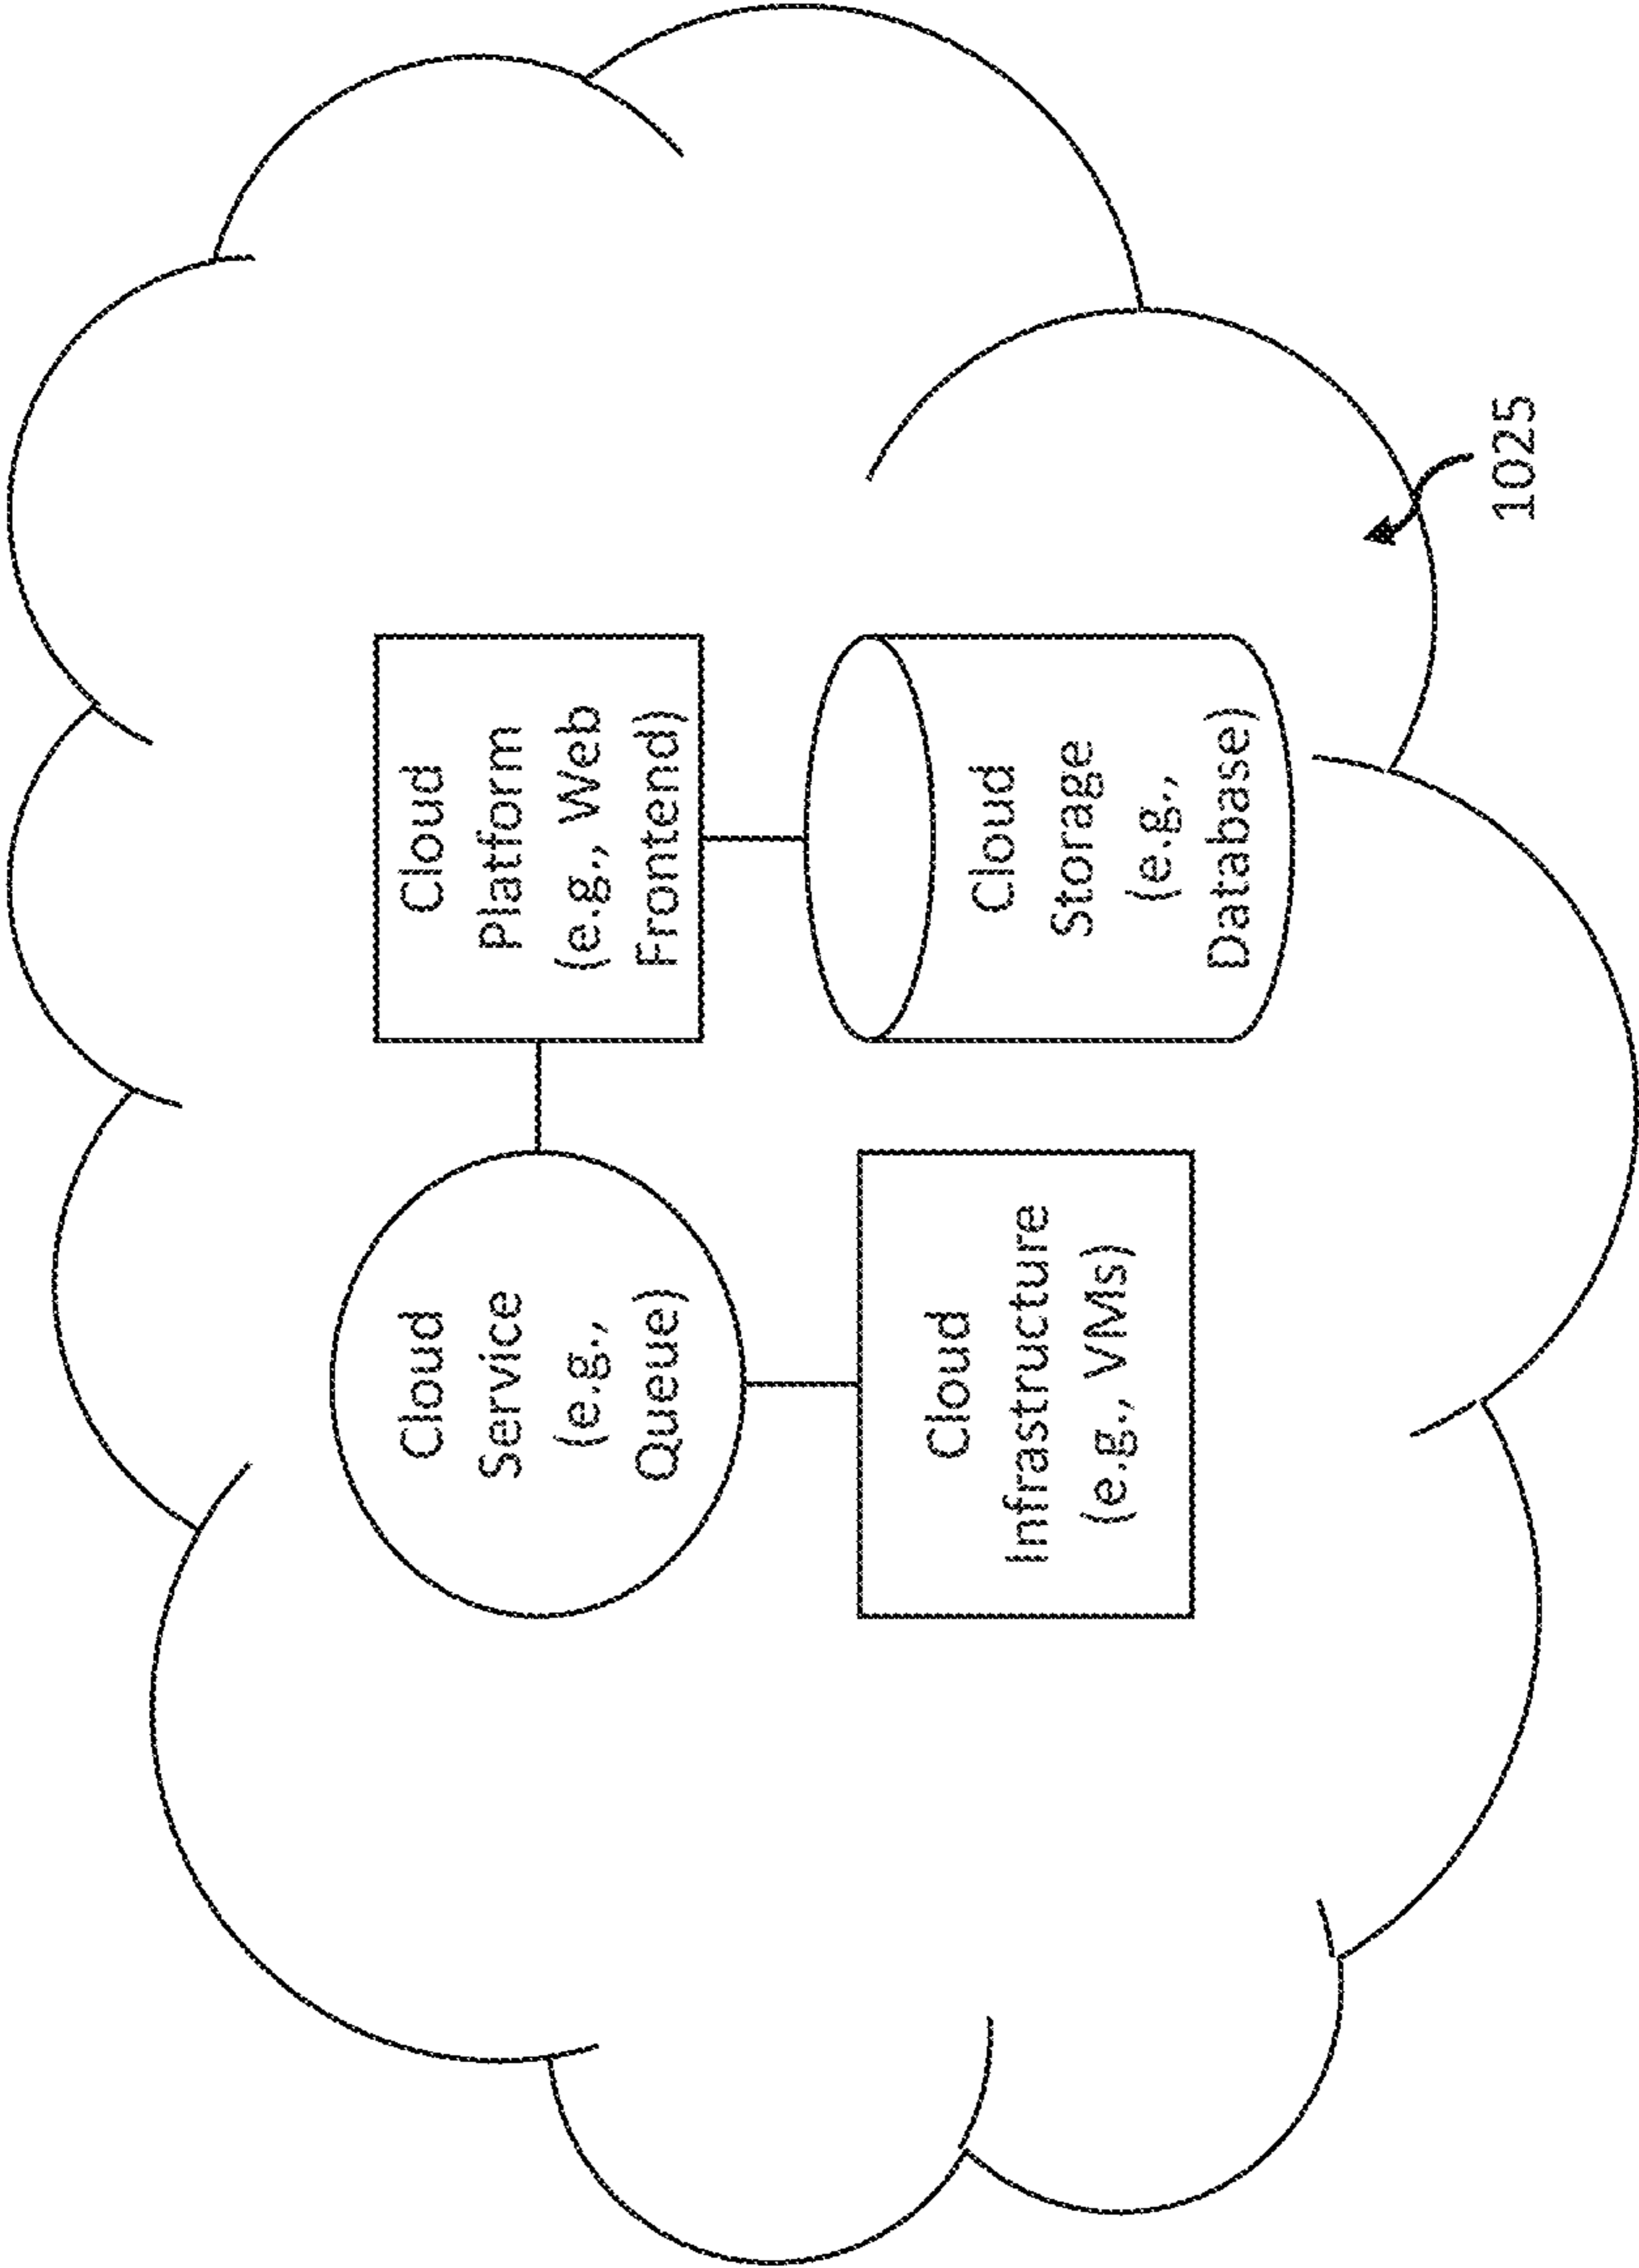 Cloud
Service
(e.g.,
Queue)
Cloud
Platform
(e.g., Web
Frontend)
Cloud
Infrastructure
(e.g., VMs)
Cloud
Storage
(e.g.,
Database)
1025